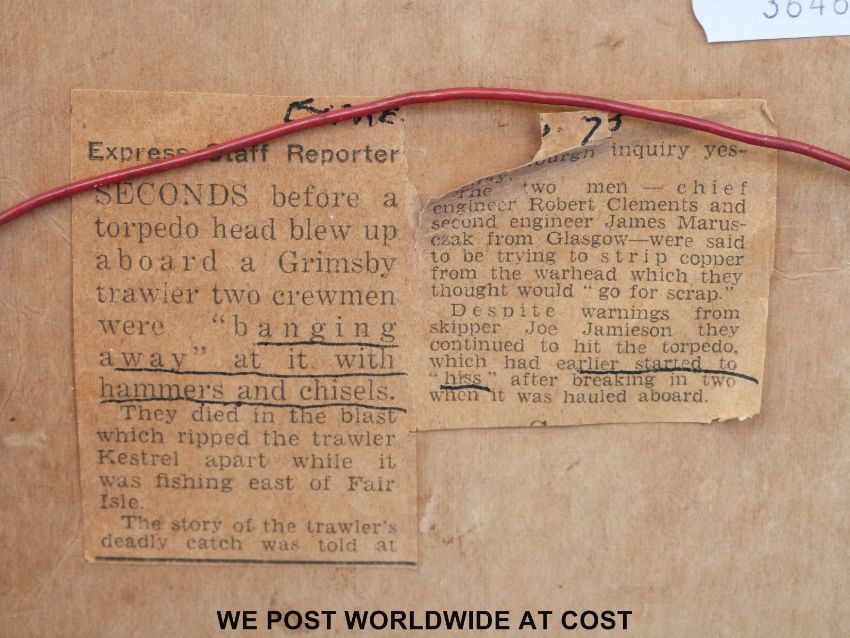 3646
Express Staff Reporter
SECONDS before a
torpedo head blew up
aboard a Grimsby
trawler two crewmen
were "banging
away" at it with
hammers and chisels.
They died in the blast
which ripped the trawler
Kestrel apart while it
was fishing east of Fair
Isle.
The story of the trawler's
deadly catch was told at
73
inquiry yes-
The two men — chief
engineer Robert Clements and
second engineer James Marus-
czak from Glasgow—were said
to be trying to strip copper
from the warhead which they
thought would "go for scrap."
Despite warnings from
skipper Joe Jamieson they
continued to hit the torpedo,
which had earlier started to
"hiss" after breaking in two
when it was hauled aboard.
WE POST WORLDWIDE AT COST